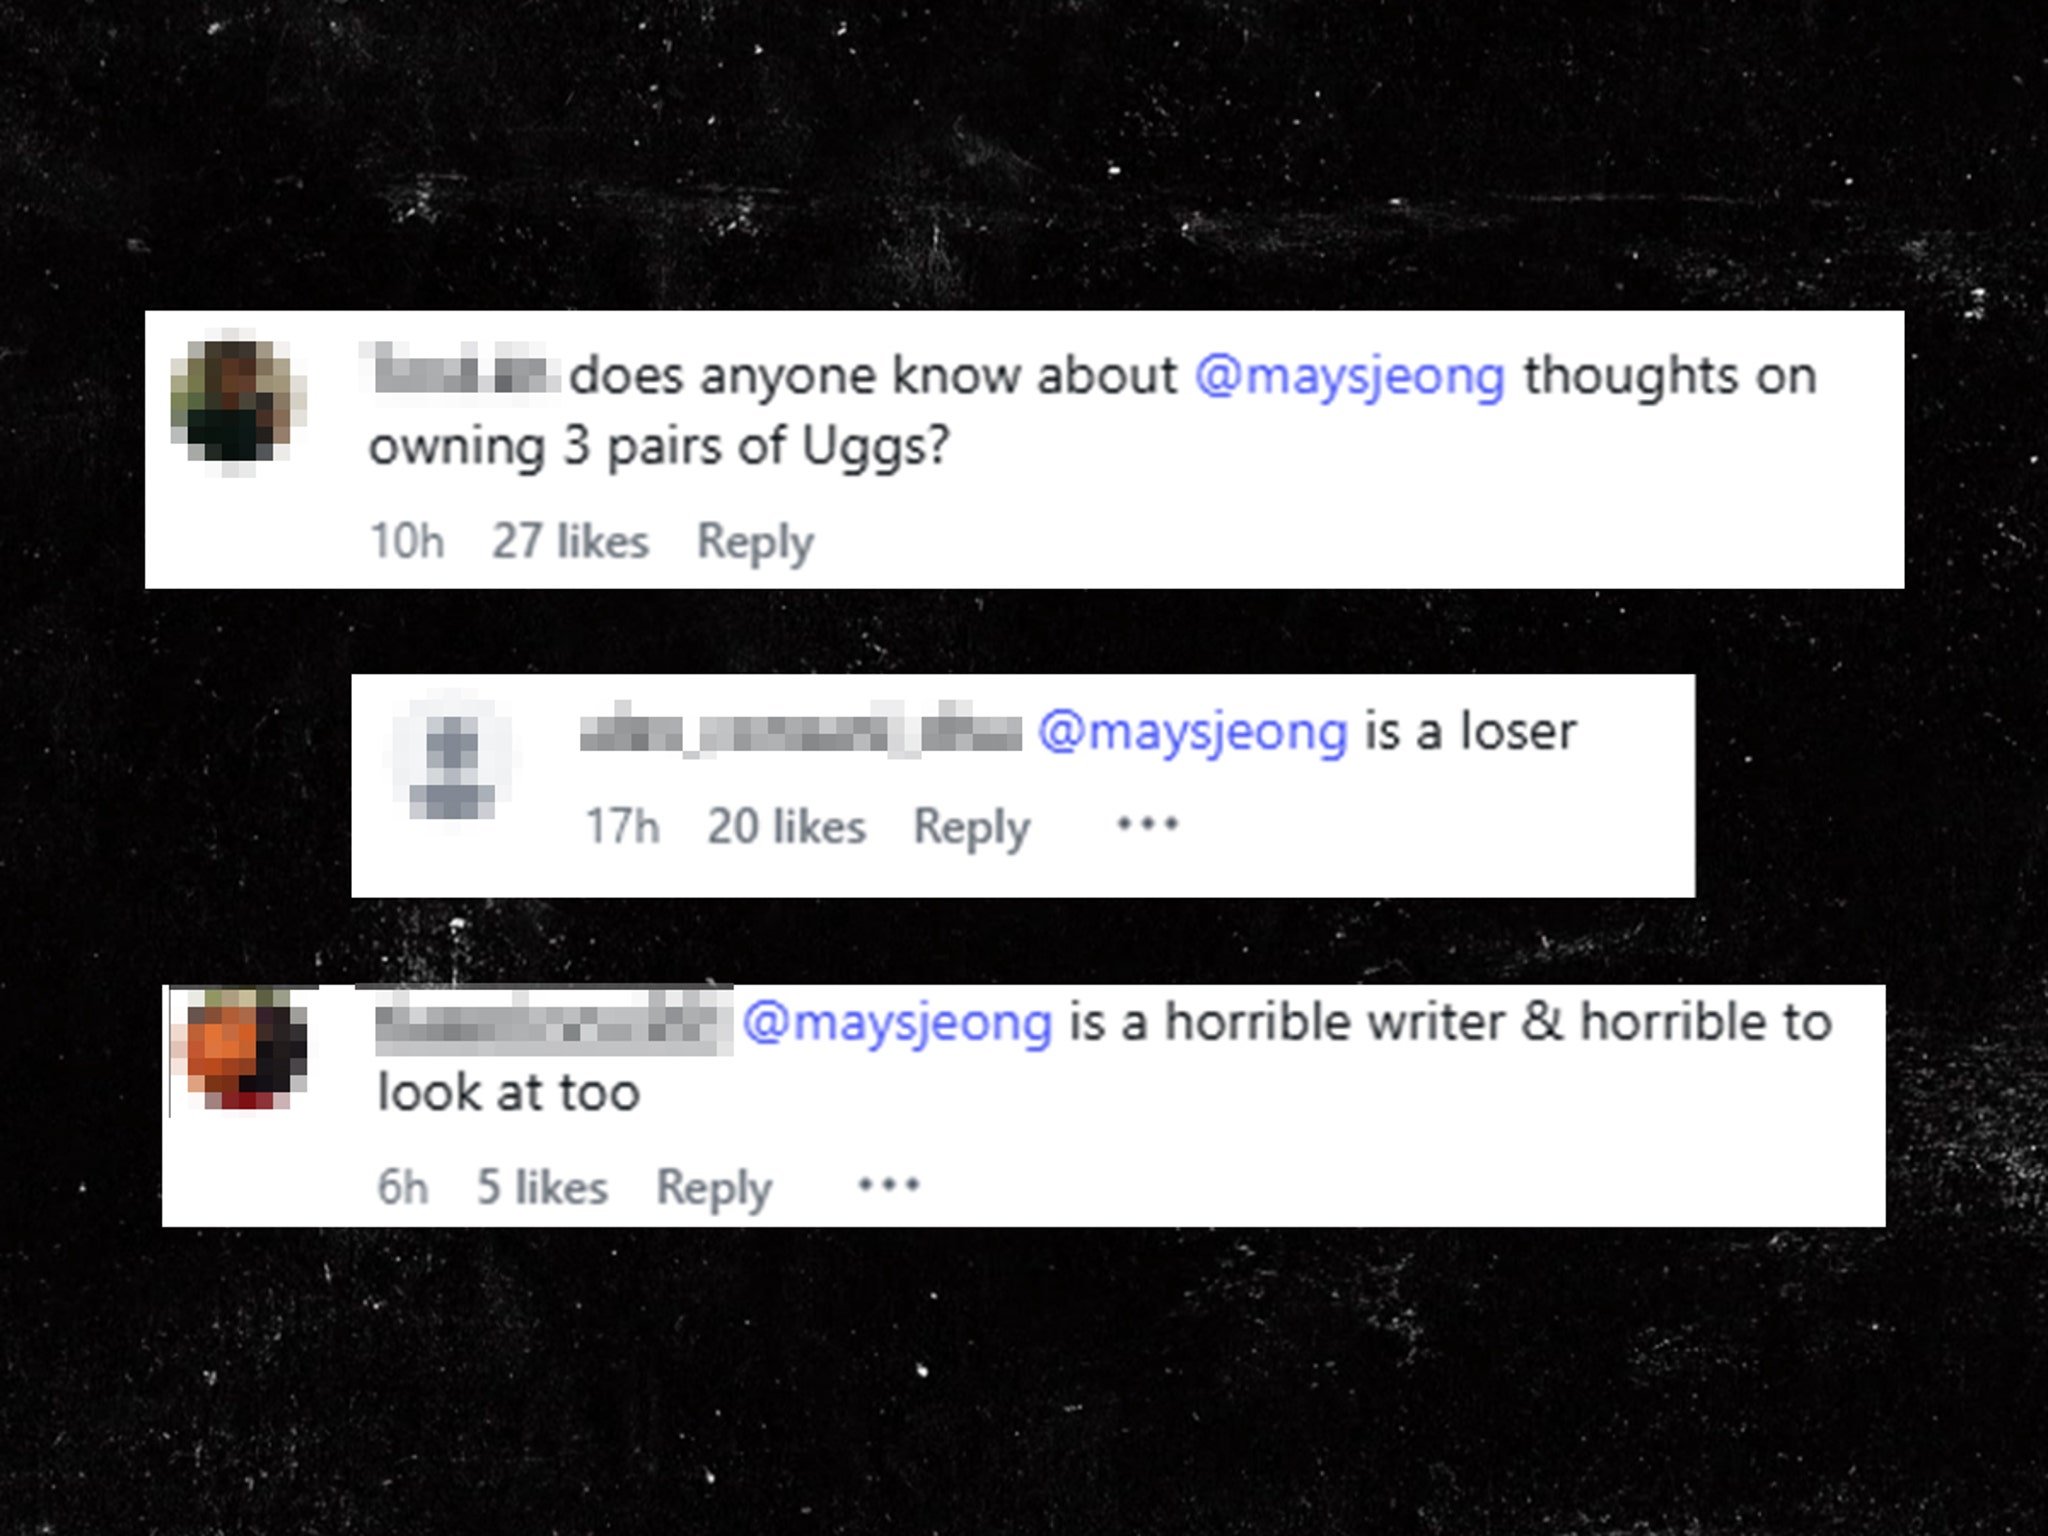 does anyone know about @maysjeong thoughts on
owning 3 pairs of Uggs?
10h 27 likes Reply
@maysjeong is a loser
17h 20 likes Reply •••
@maysjeong is a horrible writer & horrible to
look at too
6h 5 likes Reply •••